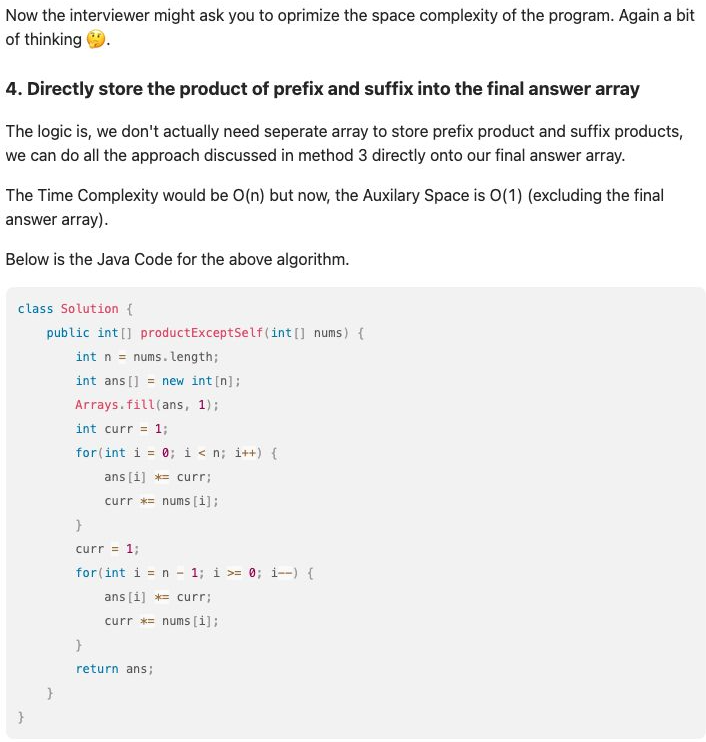 Now the interviewer might ask you to oprimize the space complexity of the program. Again a bit
of thinking 🤔.
4. Directly store the product of prefix and suffix into the final answer array
The logic is, we don't actually need seperate array to store prefix product and suffix products,
we can do all the approach discussed in method 3 directly onto our final answer array.
The Time Complexity would be O(n) but now, the Auxilary Space is O(1) (excluding the final
answer array).
Below is the Java Code for the above algorithm.
class Solution {
    public int[] productExceptSelf(int[] nums) {
        int n = nums.length;
        int ans[] = new int[n];
        Arrays.fill(ans, 1);
        int curr = 1;
        for(int i = 0; i < n; i++) {
            ans[i] *= curr;
            curr *= nums[i];
        }
        curr = 1;
        for(int i = n - 1; i >= 0; i--) {
            ans[i] *= curr;
            curr *= nums[i];
        }
        return ans;
    }
}